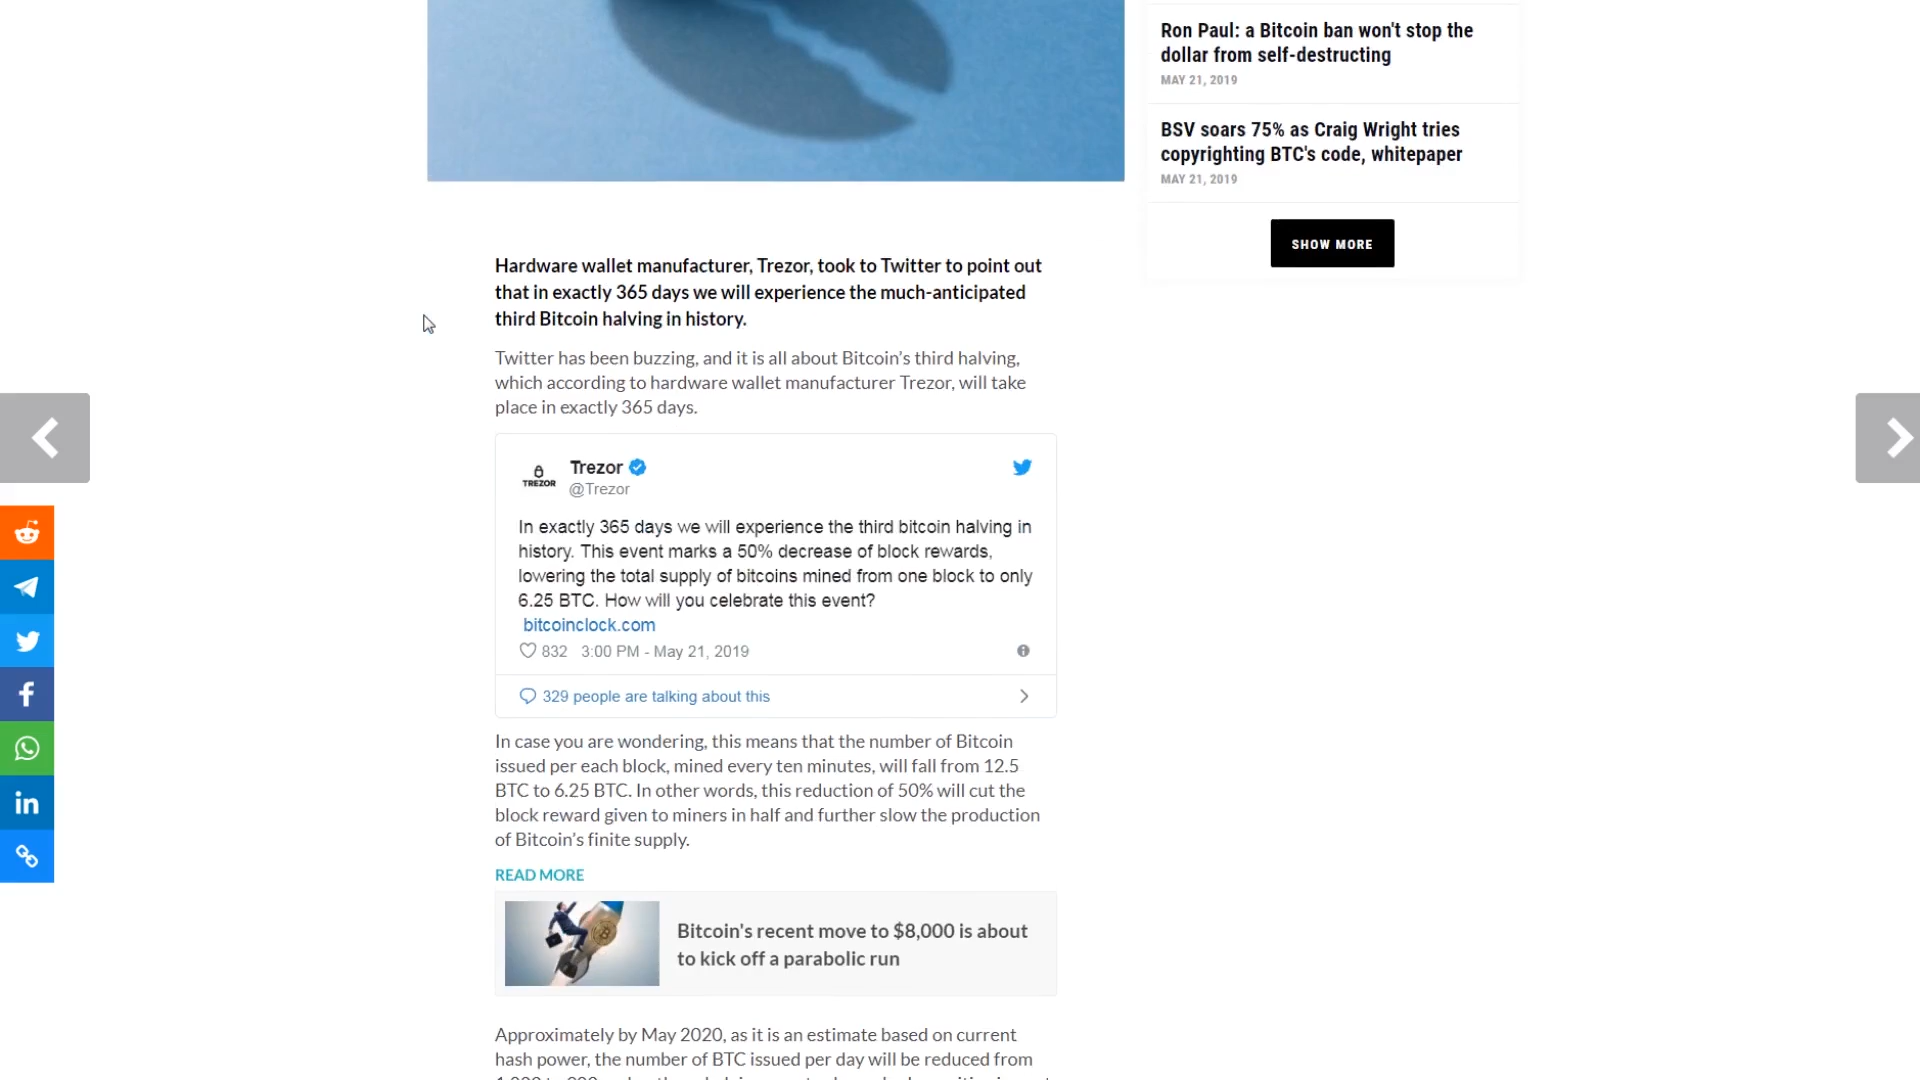 Ron Paul: a Bitcoin ban won't stop the
dollar from self-destructing
MAY 21, 2019
BSV soars 75% as Craig Wright tries
copyrighting BTC's code, whitepaper
MAY 21, 2019
SHOW MORE
Hardware wallet manufacturer, Trezor, took to Twitter to point out
that in exactly 365 days we will experience the much-anticipated
third Bitcoin halving in history.
Twitter has been buzzing, and it is all about Bitcoin’s third halving,
which according to hardware wallet manufacturer Trezor, will take
place in exactly 365 days.
TREZOR
Trezor
@Trezor
In exactly 365 days we will experience the third bitcoin halving in
history. This event marks a 50% decrease of block rewards,
lowering the total supply of bitcoins mined from one block to only
6.25 BTC. How will you celebrate this event?
bitcoinclock.com
832 3:00 PM - May 21, 2019
329 people are talking about this
In case you are wondering, this means that the number of Bitcoin
issued per each block, mined every ten minutes, will fall from 12.5
BTC to 6.25 BTC. In other words, this reduction of 50% will cut the
block reward given to miners in half and further slow the production
of Bitcoin’s finite supply.
READ MORE
Bitcoin's recent move to $8,000 is about
to kick off a parabolic run
Approximately by May 2020, as it is an estimate based on current
hash power, the number of BTC issued per day will be reduced from